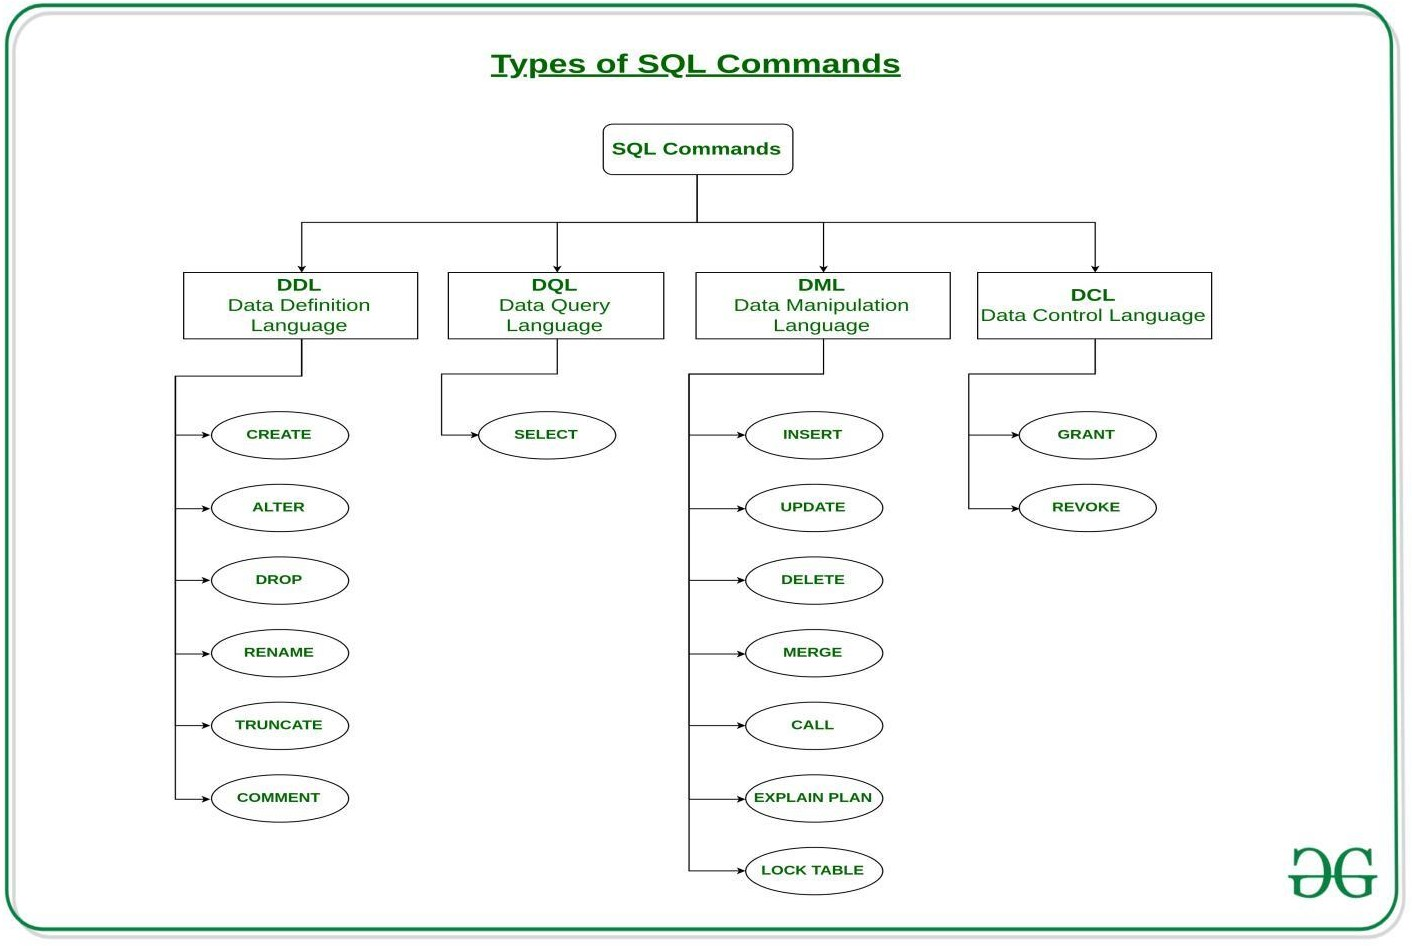 Types of SQL Commands
SQL Commands
DDL
Data Definition
Language
DQL
Data Query
Language
DML
Data Manipulation
Language
DCL
Data Control Language
CREATE
ALTER
DROP
RENAME
TRUNCATE
COMMENT
SELECT
INSERT
UPDATE
DELETE
MERGE
CALL
EXPLAIN PLAN
LOCK TABLE
GRANT
REVOKE